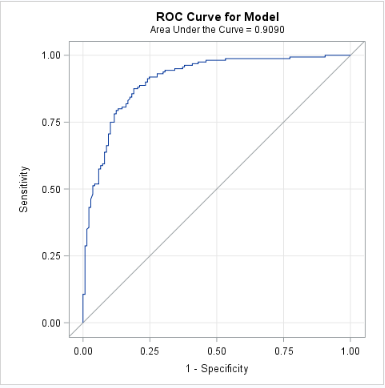 ROC Curve for Model
Area Under the Curve = 0.9090
1.00
0.75
0.50
0.25
0.00
Sensitivity
0.00 0.25 0.50 0.75 1.00
1 - Specificity